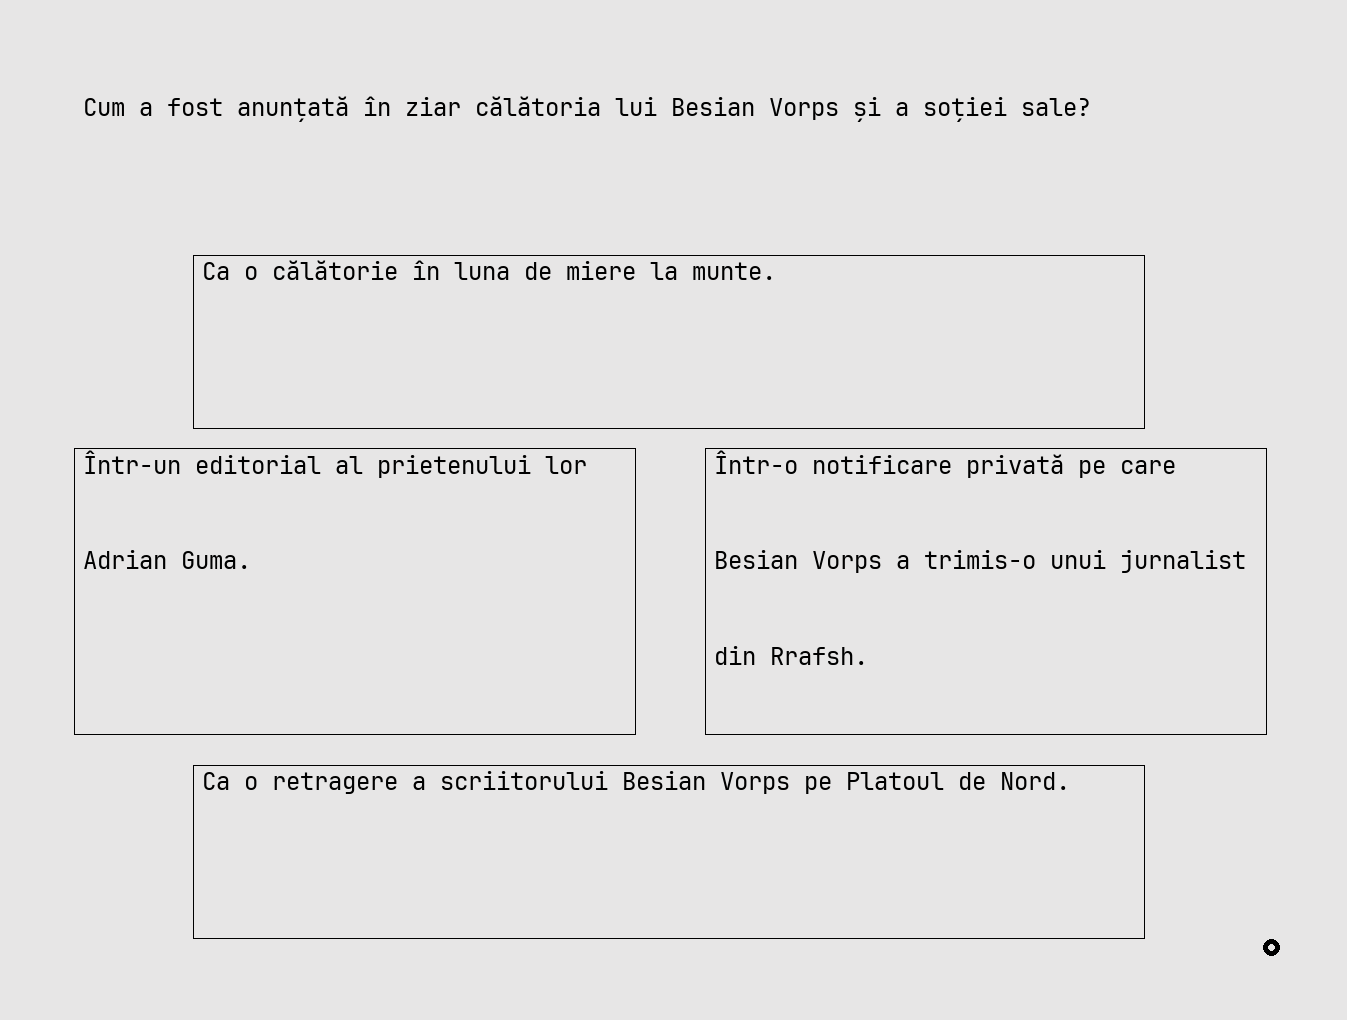 Cum a fost anunțată în ziar călătoria lui Besian Vorps și a soției sale?
Ca o călătorie în luna de miere la munte.
Într-un editorial al prietenului lor
Adrian Guma.
Într-o notificare privată pe care
Besian Vorps a trimis-o unui jurnalist
din Rrafsh.
Ca o retragere a scriitorului Besian Vorps pe Platoul de Nord.